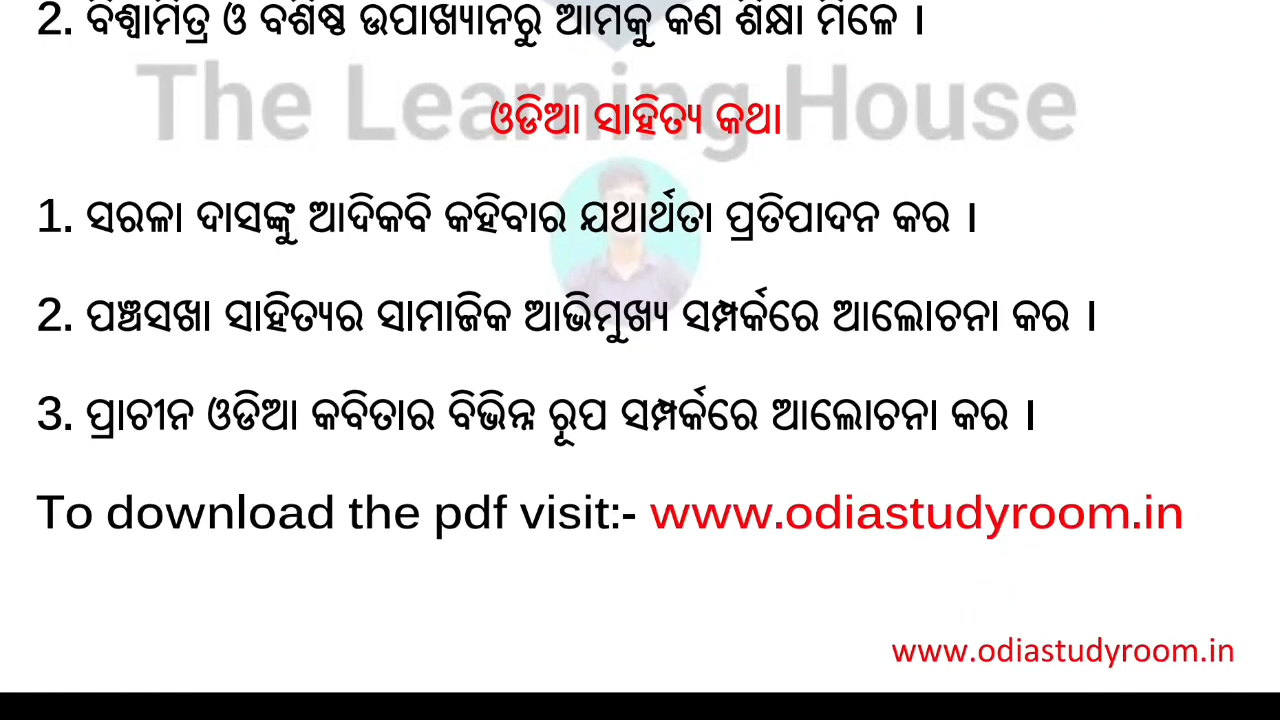 2. ବିଶ୍ୱାମିତ୍ର ଓ ବଶିଷ୍ଠ ଉପାଖ୍ୟାନରୁ ଆମକୁ କଣ ଶିକ୍ଷା ମିଳେ ।
The Learning House
ଓଡିଆ ସାହିତ୍ୟ କଥା
1. ସରଳା ଦାସଙ୍କୁ ଆଦିକବି କହିବାର ଯଥାର୍ଥତା ପ୍ରତିପାଦନ କର ।
2. ପଞ୍ଚସଖା ସାହିତ୍ୟର ସାମାଜିକ ଆଭିମୁଖ୍ୟ ସମ୍ପର୍କରେ ଆଲୋଚନା କର ।
3. ପ୍ରାଚୀନ ଓଡିଆ କବିତାର ବିଭିନ୍ନ ରୂପ ସମ୍ପର୍କରେ ଆଲୋଚନା କର ।
To download the pdf visit:- www.odiastudyroom.in
www.odiastudyroom.in